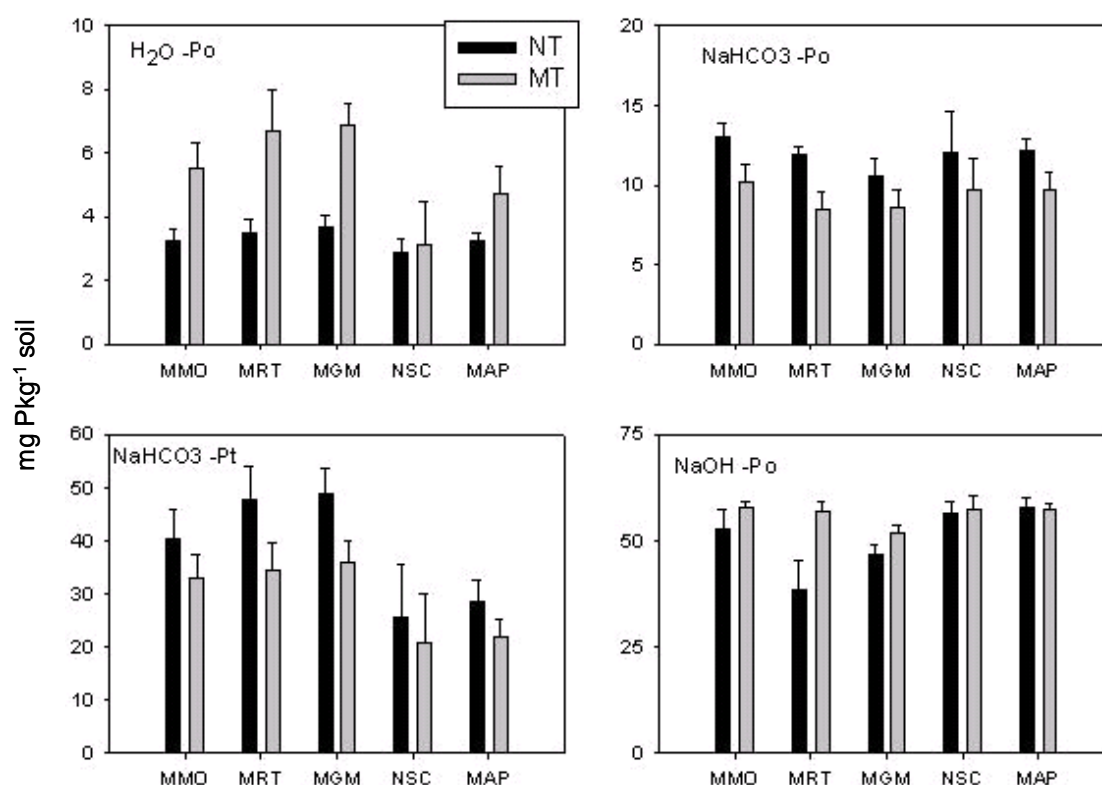 mg Pkg⁻¹ soil
H₂O -Po
NT
MT
10
8
6
4
2
0
MMO MRT MGM NSC MAP
NaHCO3 -Po
20
15
10
5
0
MMO MRT MGM NSC MAP
NaHCO3 -Pt
60
50
40
30
20
10
0
MMO MRT MGM NSC MAP
NaOH -Po
75
50
25
0
MMO MRT MGM NSC MAP